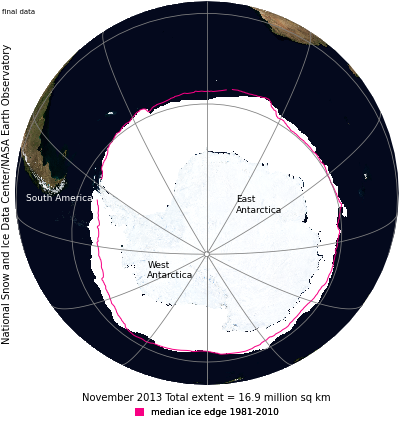 final data
National Snow and Ice Data Center/NASA Earth Observatory
South America
East
Antarctica
West
Antarctica
November 2013 Total extent = 16.9 million sq km
median ice edge 1981-2010